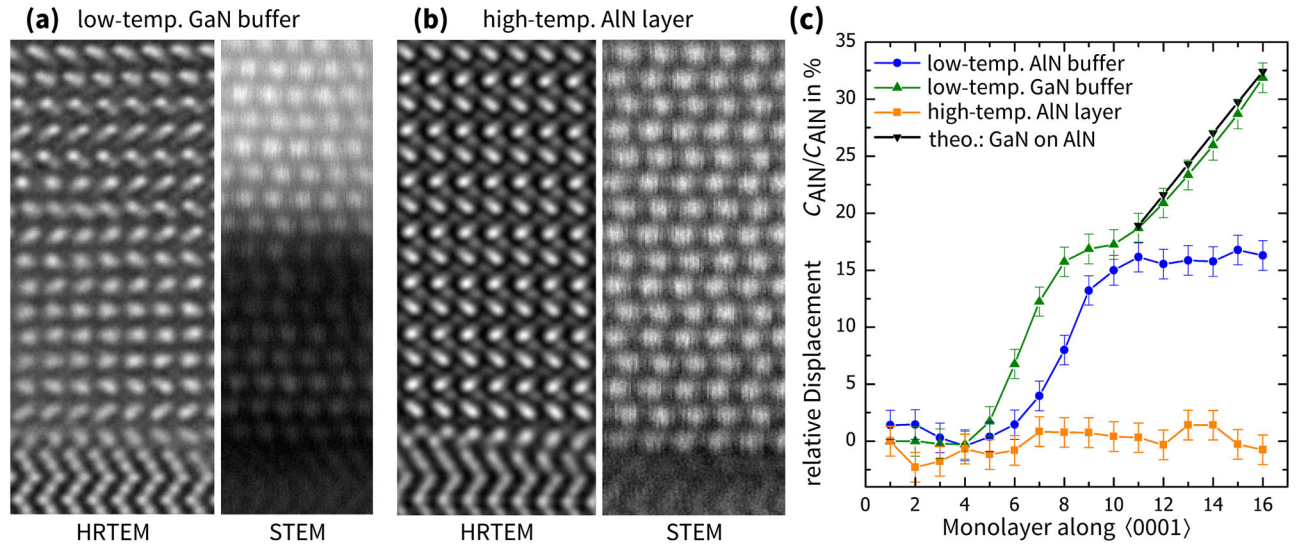 (a) low-temp. GaN buffer
HRTEM
STEM
(b) high-temp. AlN layer
HRTEM
STEM
(c)
relative Displacement C_AlN/C_AlN in %
35
30
25
20
15
10
5
0
low-temp. AlN buffer
low-temp. GaN buffer
high-temp. AlN layer
theo.: GaN on AlN
0 2 4 6 8 10 12 14 16
Monolayer along ⟨0001⟩